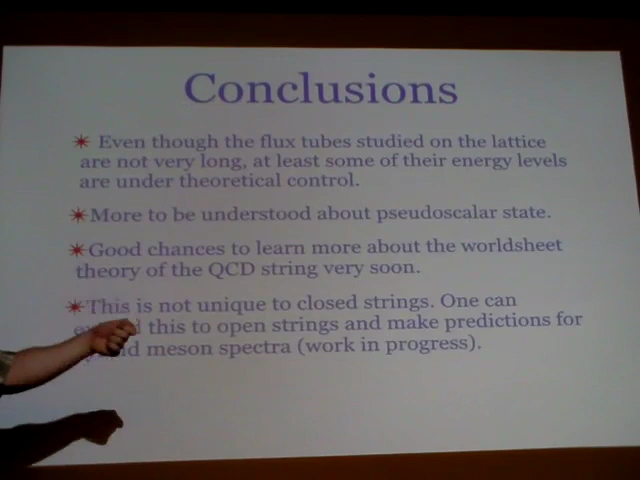 Conclusions
Even though the flux tubes studied on the lattice
are not very long, at least some of their energy levels
are under theoretical control.
More to be understood about pseudoscalar state.
Good chances to learn more about the worldsheet
theory of the QCD string very soon.
This is not unique to closed strings. One can
this to open strings and make predictions for
meson spectra (work in progress).